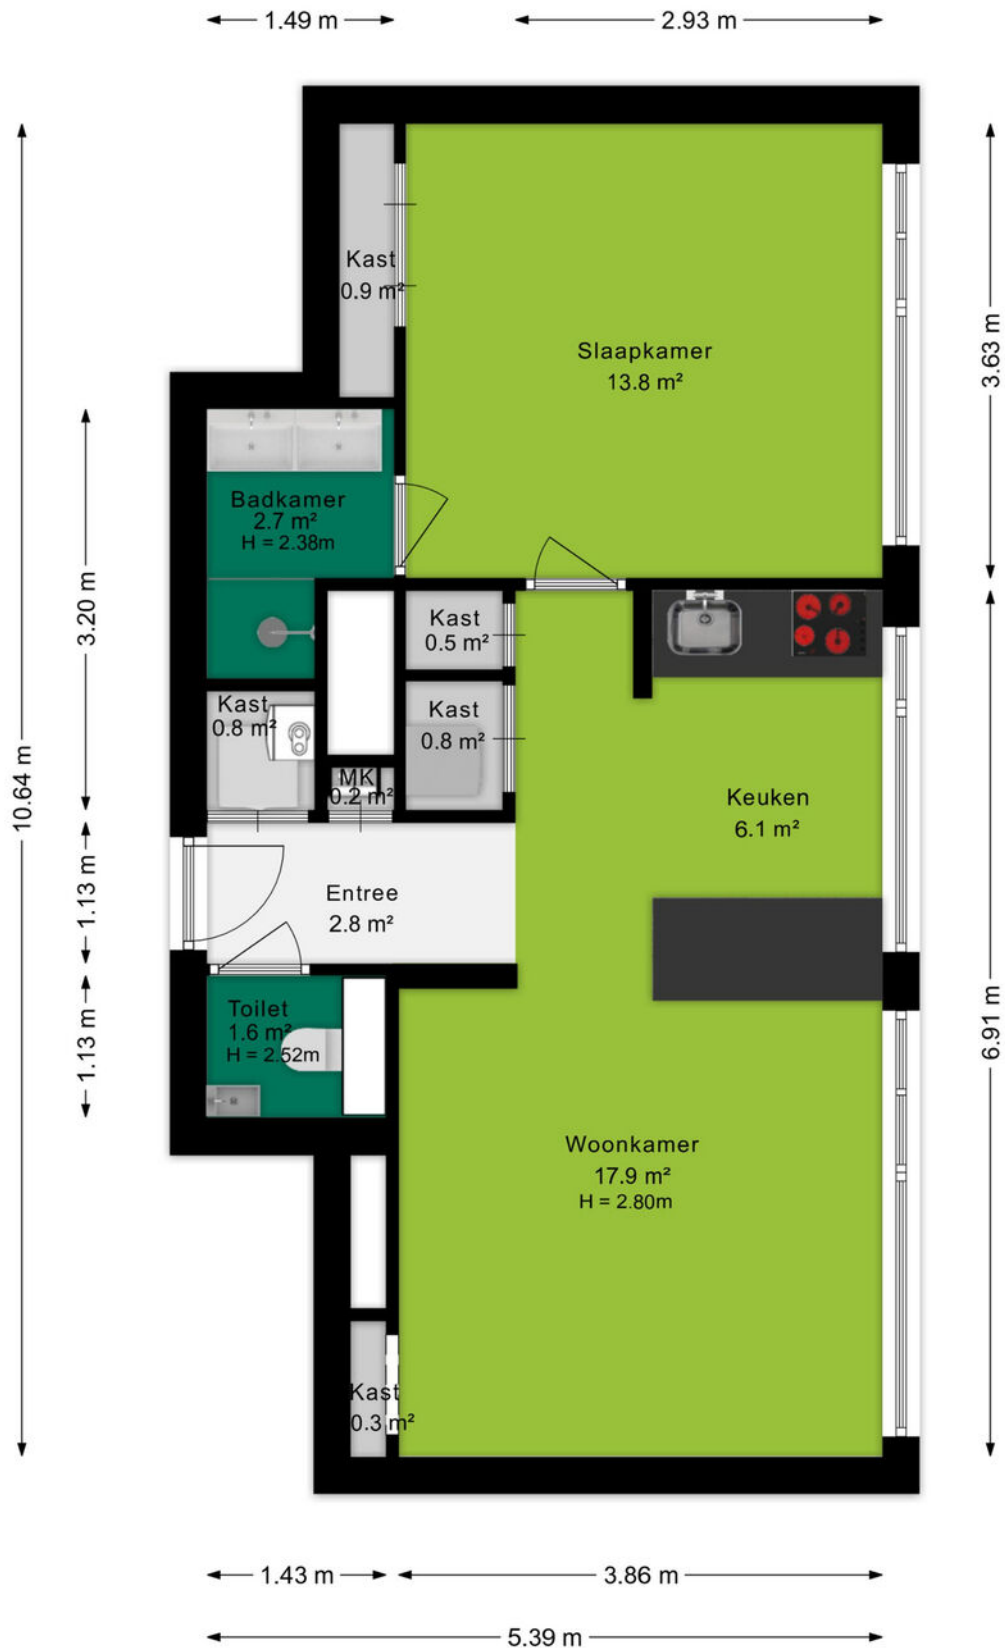 1.49 m
2.93 m
Kast
0.9 m²
Slaapkamer
13.8 m²
3.63 m
Badkamer
2.7 m²
H = 2.38m
3.20 m
Kast
0.5 m²
Kast
0.8 m²
Kast
0.8 m²
MK
0.2 m²
10.64 m
Keuken
6.1 m²
1.13 m
Entree
2.8 m²
Toilet
1.6 m²
H = 2.52m
1.13 m
6.91 m
Woonkamer
17.9 m²
H = 2.80m
Kast
0.3 m²
1.43 m
3.86 m
5.39 m